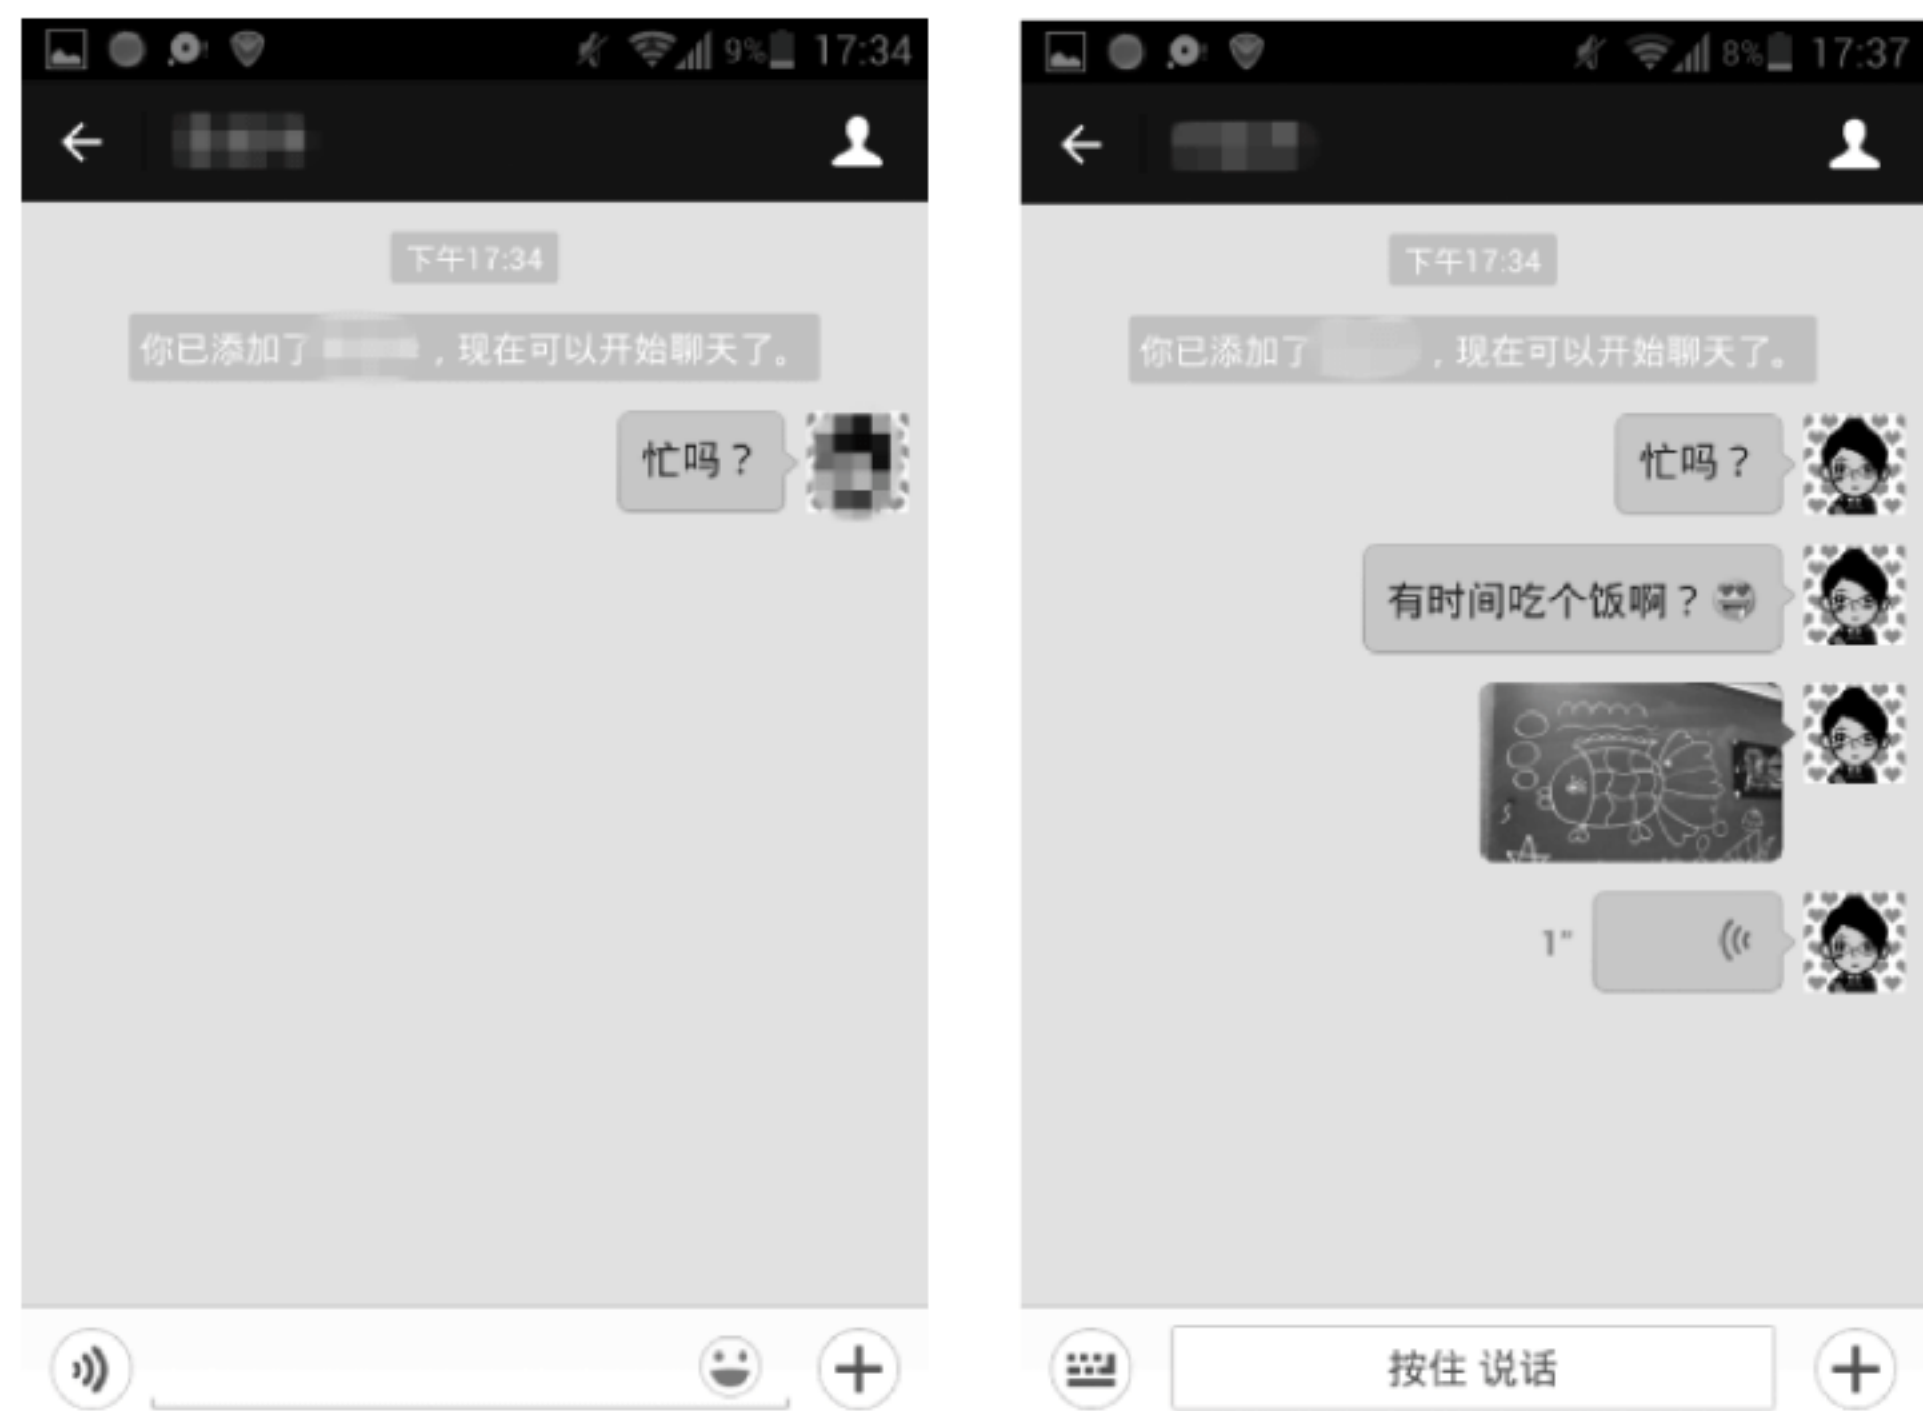 9% 17:34
下午17:34
你已添加了 ，现在可以开始聊天了。
忙吗？
8% 17:37
下午17:34
你已添加了 ，现在可以开始聊天了。
忙吗？
有时间吃个饭啊？
1"
按住 说话